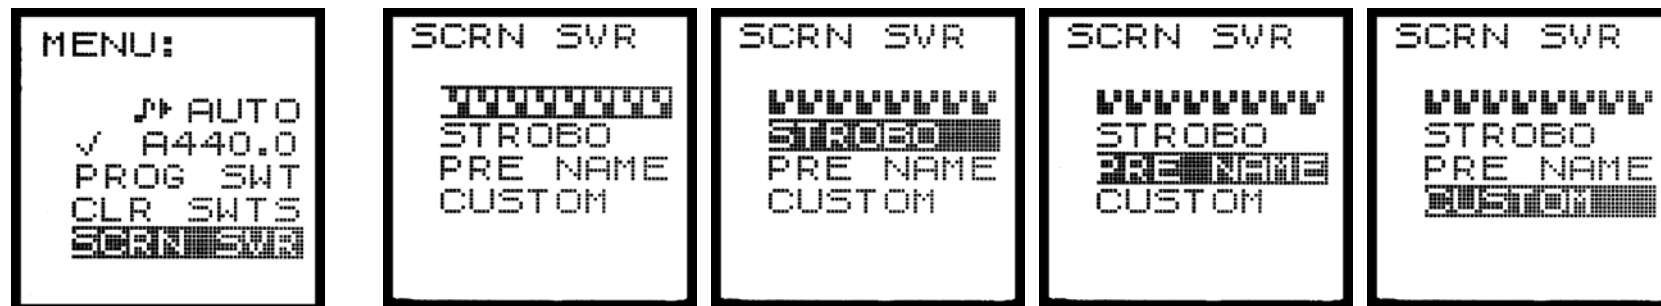 MENU:
AUTO
✓ A440.0
PROG SWT
CLR SWTS
SCRN SVR
SCRN SVR
STROBO
PRE NAME
CUSTOM
SCRN SVR
STROBO
PRE NAME
CUSTOM
SCRN SVR
STROBO
PRE NAME
CUSTOM
SCRN SVR
STROBO
PRE NAME
CUSTOM